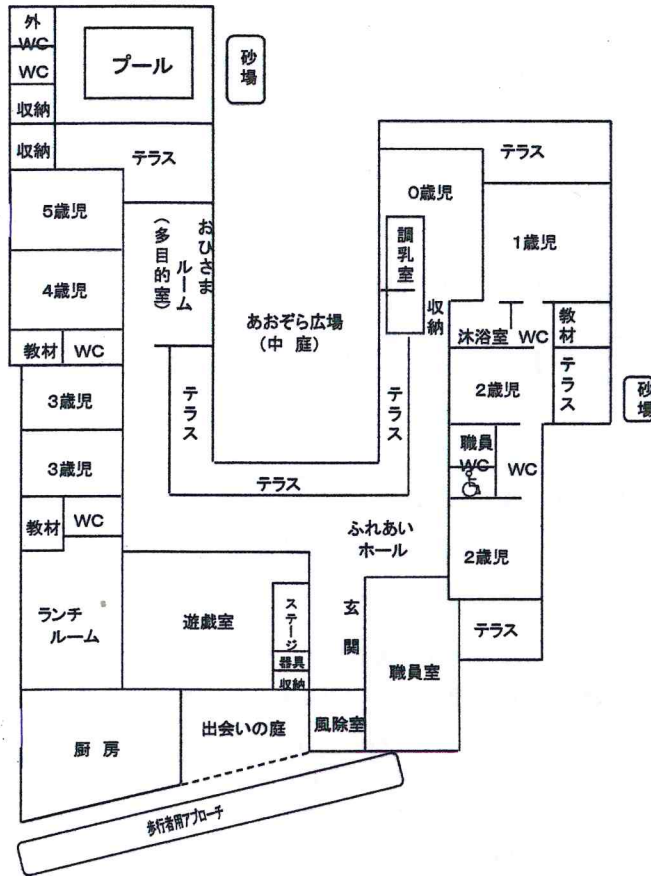 外
WC
WC
収納
収納
プール
砂場
テラス
5歳児
4歳児
教材
WC
3歳児
3歳児
教材
WC
おひさま
ルーム
(多目的室)
テラス
あおぞら広場
(中 庭)
テラス
テラス
テラス
0歳児
調乳室
収納
1歳児
沐浴室
WC
教材
2歳児
テラス
砂場
職員
WC
WC
2歳児
テラス
ふれあい
ホール
ランチ
ルーム
遊戯室
ステージ
器具
収納
玄関
職員室
厨 房
出会いの庭
風除室
歩行者用アプローチ